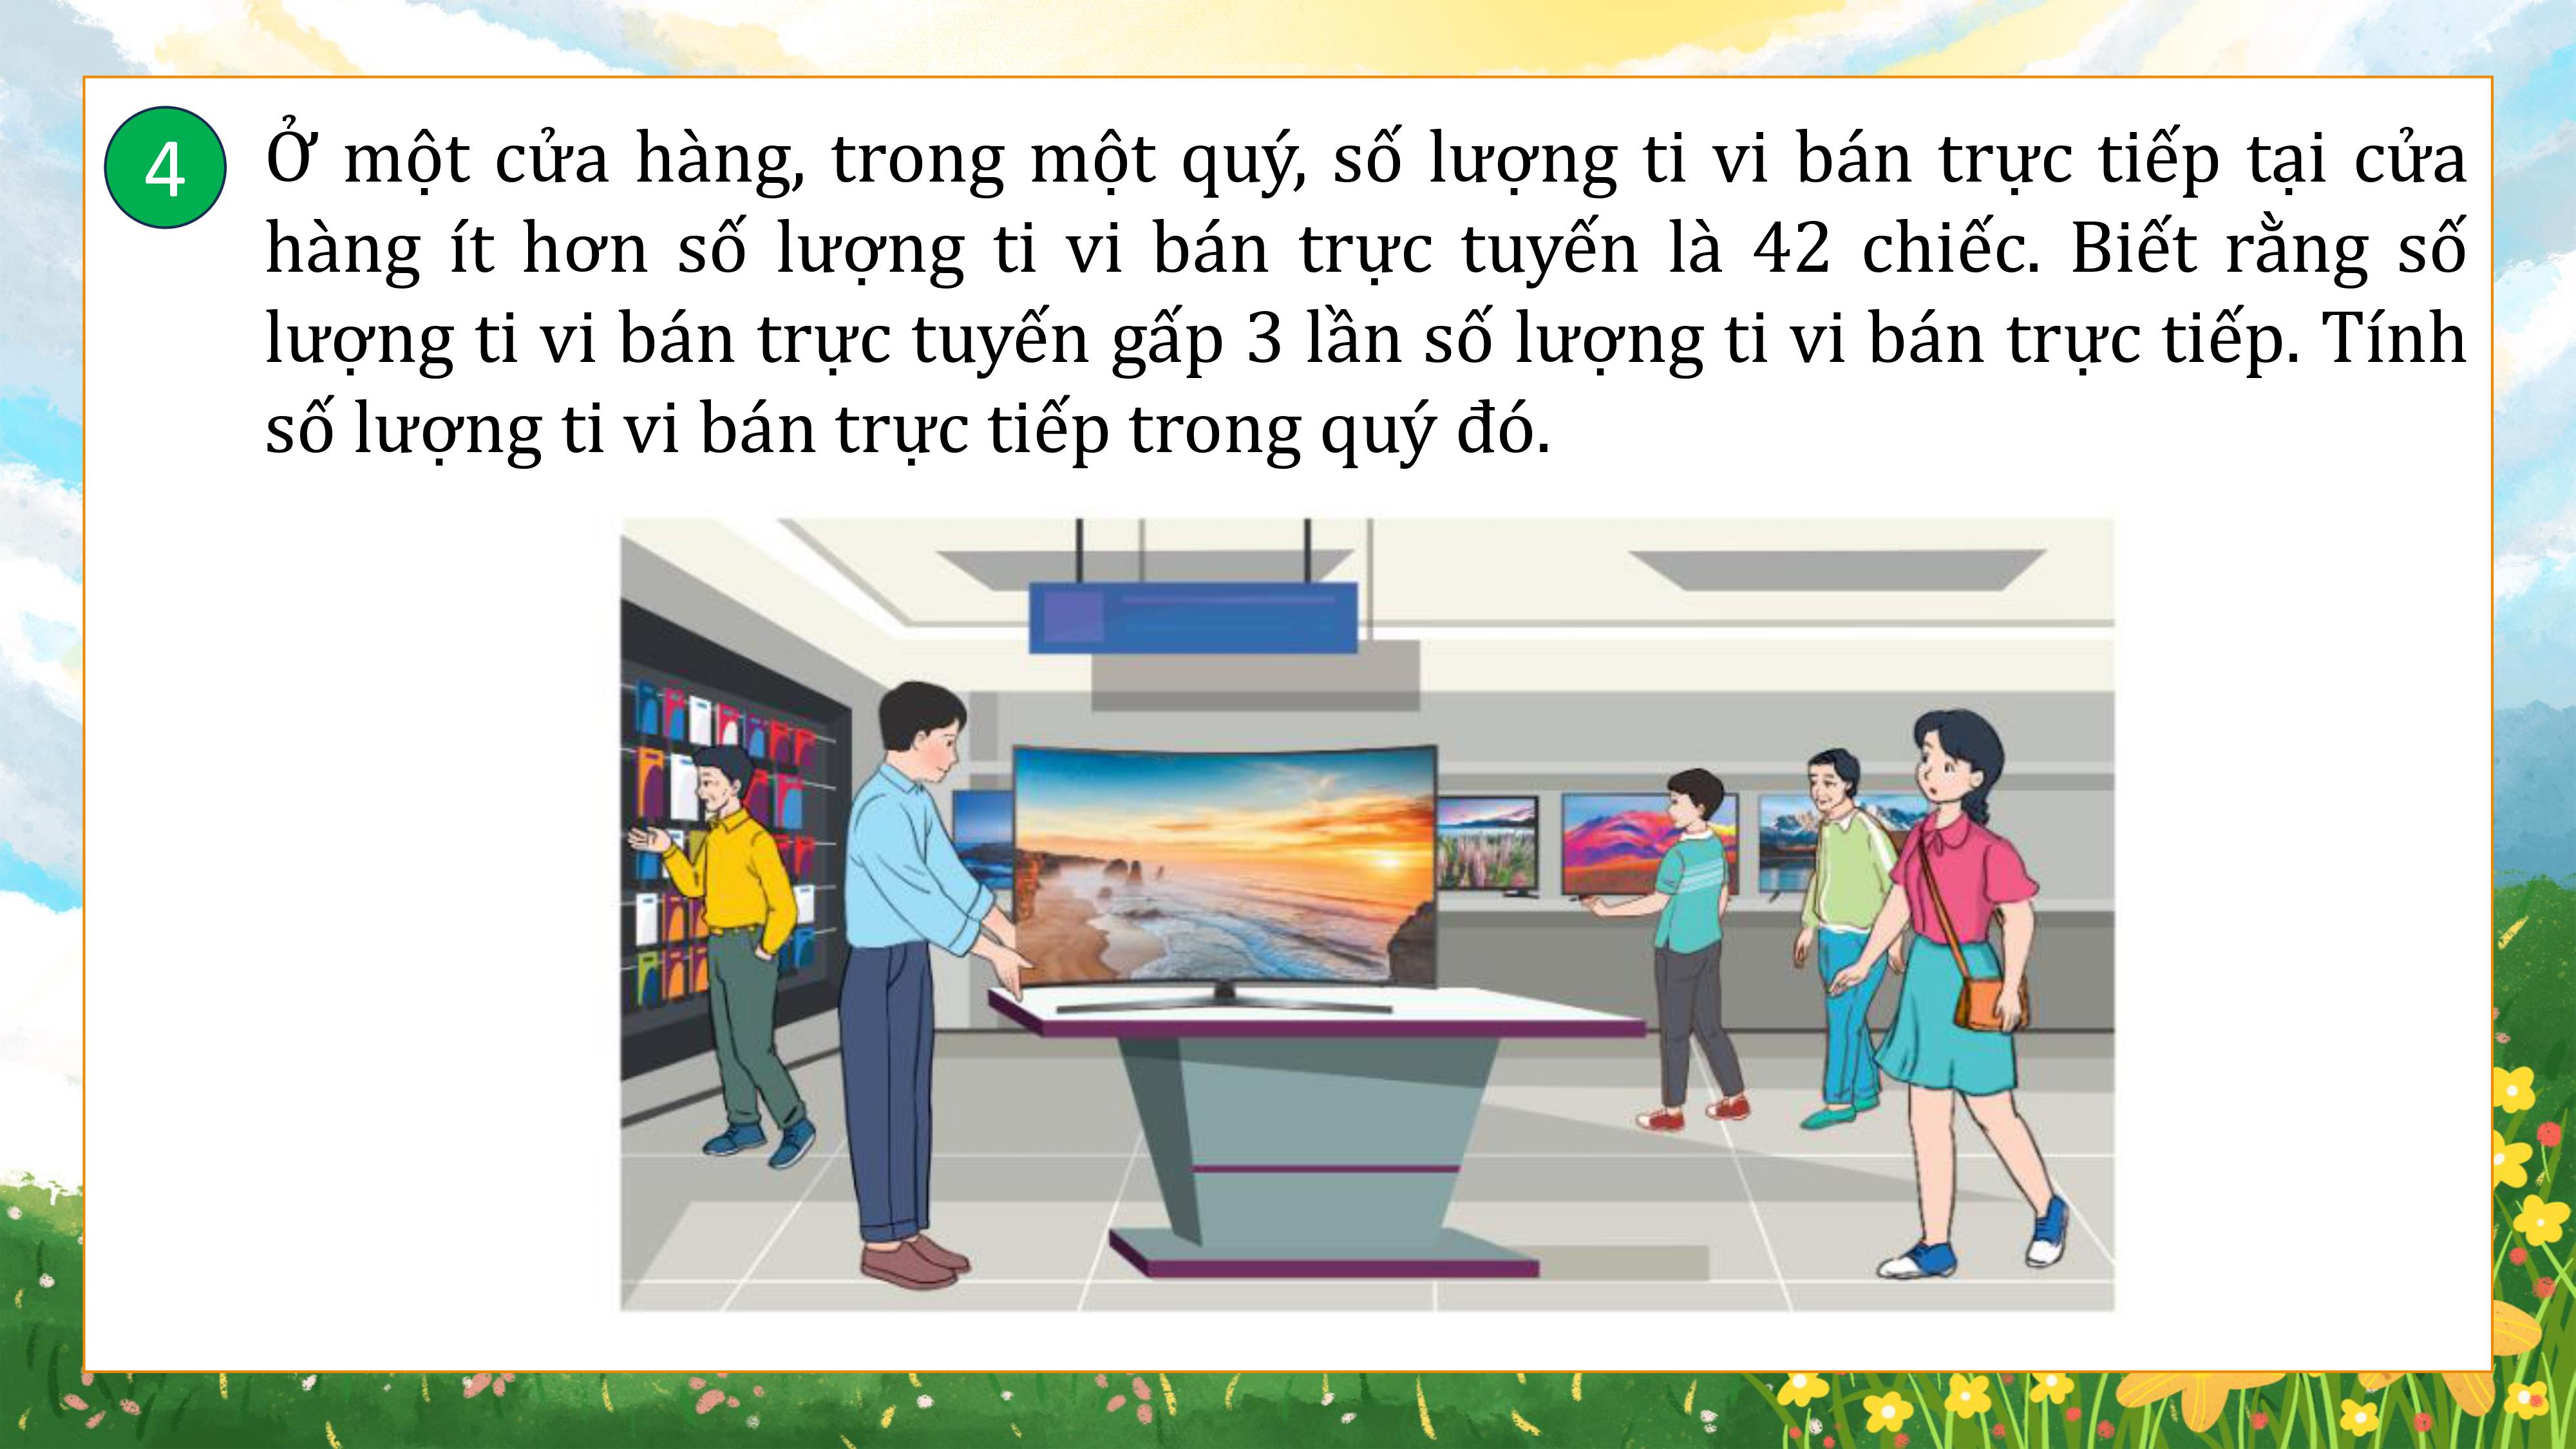 4
Ở một cửa hàng, trong một quý, số lượng ti vi bán trực tiếp tại cửa
hàng ít hơn số lượng ti vi bán trực tuyến là 42 chiếc. Biết rằng số
lượng ti vi bán trực tuyến gấp 3 lần số lượng ti vi bán trực tiếp. Tính
số lượng ti vi bán trực tiếp trong quý đó.